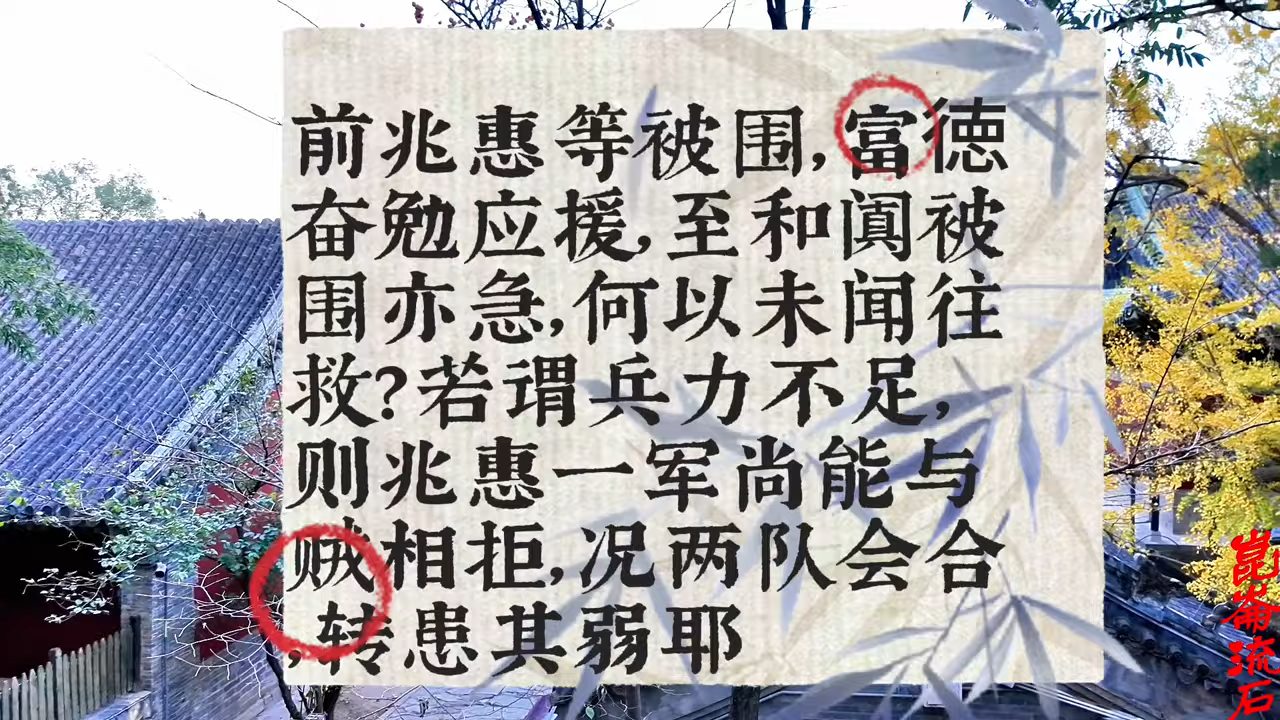 前兆惠等被围,富徳
奋勉应援,至和阗被
围亦急,何以未闻往
救?若谓兵力不足,
则兆惠一军尚能与
贼相拒,况两队会合
,转患其弱耶
崑崙流石